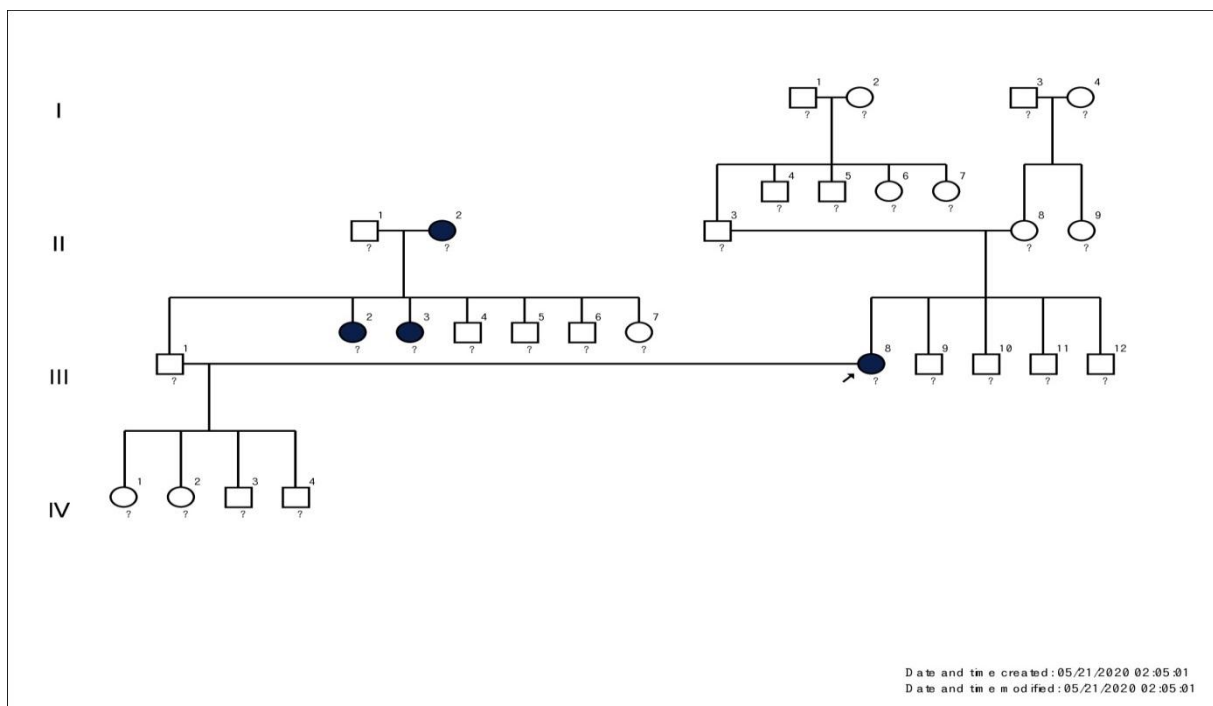 I
1 2 3 4
? ? ? ?
4 5 6 7
? ? ? ?
II
1 2 3 8 9
? ? ? ? ?
2 3 4 5 6 7
? ? ? ? ? ?
III
1 8 9 10 11 12
? ? ? ? ? ?
IV
1 2 3 4
? ? ? ?
Date and time created: 05/21/2020 02:05:01
Date and time modified: 05/21/2020 02:05:01